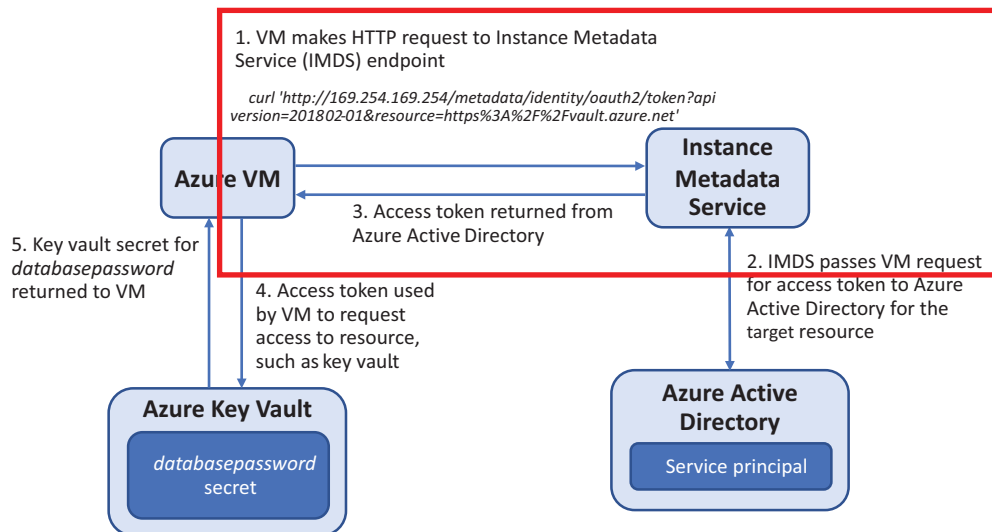 1. VM makes HTTP request to Instance Metadata
Service (IMDS) endpoint
curl 'http://169.254.169.254/metadata/identity/oauth2/token?api
version=201802-01&resource=https%3A%2F%2Fvault.azure.net'
Azure VM
Instance
Metadata
Service
3. Access token returned from
Azure Active Directory
5. Key vault secret for
databasepassword
returned to VM
4. Access token used
by VM to request
access to resource,
such as key vault
2. IMDS passes VM request
for access token to Azure
Active Directory for the
target resource
Azure Key Vault
databasepassword
secret
Azure Active
Directory
Service principal